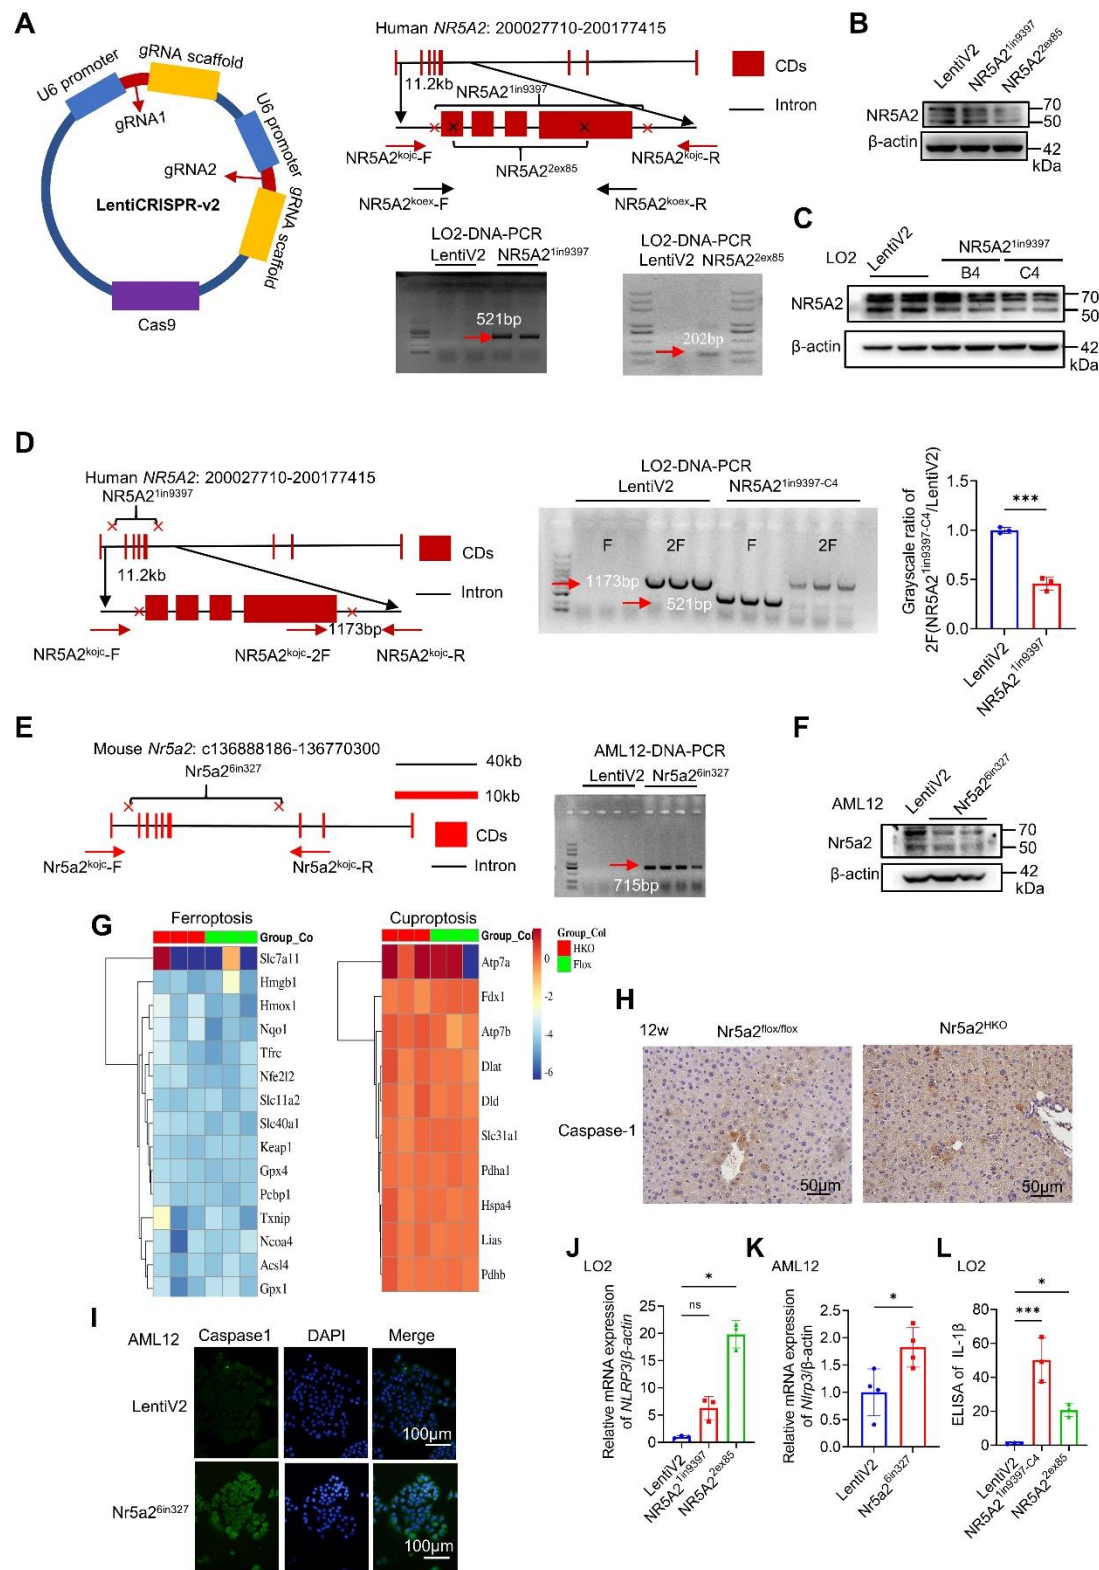 A
U6 promoter
gRNA scaffold
gRNA1
U6 promoter
gRNA2
gRNA scaffold
LentiCRISPR-v2
Cas9
Human NR5A2: 200027710-200177415
11.2kb
CDs
Intron
NR5A2^1in9397
NR5A2^kojc-F
NR5A2^kojc-R
NR5A2^2ex85
NR5A2^koex-F
NR5A2^koex-R
LO2-DNA-PCR
LentiV2 NR5A2^1in9397
521bp
LO2-DNA-PCR
LentiV2 NR5A2^2ex85
202bp
B
LentiV2
NR5A2^1in9397
NR5A2^2ex85
NR5A2
70
50
β-actin
42
kDa
C
LO2
LentiV2
NR5A2^1in9397
B4
C4
NR5A2
70
50
β-actin
42
kDa
D
Human NR5A2: 200027710-200177415
NR5A2^1in9397
11.2kb
CDs
Intron
1173bp
NR5A2^kojc-F
NR5A2^kojc-2F
NR5A2^kojc-R
LO2-DNA-PCR
LentiV2
NR5A2^1in9397-C4
F
2F
F
2F
1173bp
521bp
Grayscale ratio of
2F(NR5A2^1in9397-C4/LentiV2)
1.5
1.0
0.5
0.0
***
LentiV2
NR5A2^1in9397
E
Mouse Nr5a2: c136888186-136770300
Nr5a2^6in327
40kb
10kb
CDs
Intron
Nr5a2^kojc-F
Nr5a2^kojc-R
AML12-DNA-PCR
LentiV2 Nr5a2^6in327
715bp
F
AML12
LentiV2
Nr5a2^6in327
Nr5a2
70
50
β-actin
42
kDa
G
Ferroptosis
Group_Co
Slc7a11
Hmgb1
Hmox1
Nqo1
Tfrc
Nfe2l2
Slc11a2
Slc40a1
Keap1
Gpx4
Pcbp1
Txnip
Ncoa4
Acsl4
Gpx1
Cuproptosis
Group_Col
Atp7a
Fdx1
Atp7b
Dlat
Dld
Slc31a1
Pdha1
Hspa4
Lias
Pdhb
0
-2
-4
-6
Group_Col
HKO
Flox
H
12w
Nr5a2^flox/flox
Nr5a2^HKO
Caspase-1
50μm
50μm
I
AML12
Caspase1
DAPI
Merge
LentiV2
100μm
Nr5a2^6in327
100μm
J
LO2
Relative mRNA expression
of NLRP3/β-actin
25
20
15
10
5
0
*
ns
LentiV2
NR5A2^1in9397
NR5A2^2ex85
K
AML12
Relative mRNA expression
of Nlrp3/β-actin
2.5
2.0
1.5
1.0
0.5
0.0
*
LentiV2
Nr5a2^6in327
L
LO2
ELISA of IL-1β
80
60
40
20
0
*
***
LentiV2
NR5A2^1in9397-C4
NR5A2^2ex85